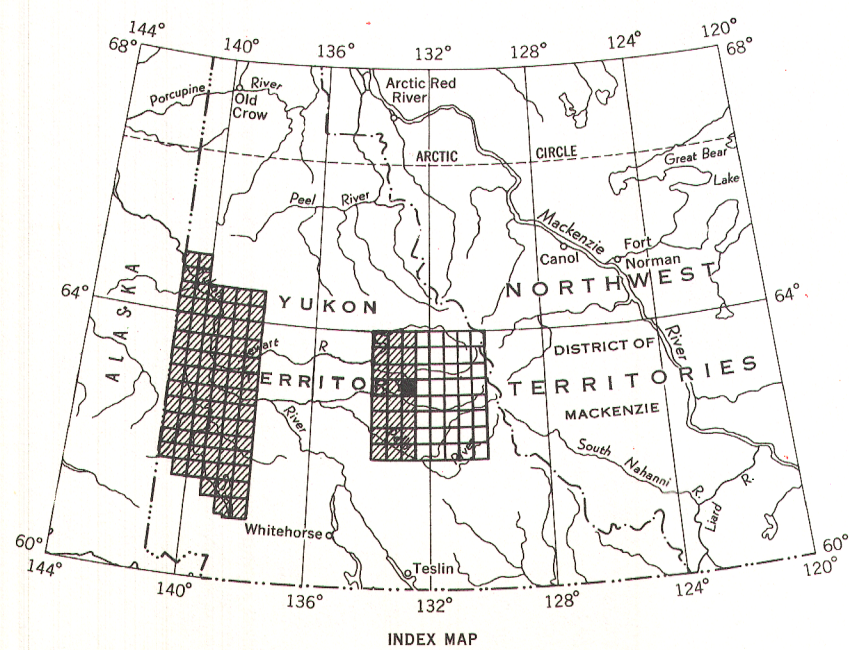 144°
140°
136°
132°
128°
124°
120°
68°
68°
Porcupine River
Old
Crow
Arctic Red
River
ARCTIC CIRCLE
Great Bear
Lake
Peel River
Mackenzie
Canol
Fort
Norman
River
ALASKA
64°
64°
YUKON
NORTHWEST
R
DISTRICT OF
TERRITORIES
MACKENZIE
River
River
South Nahanni R.
Liard R.
Whitehorse
Teslin
60°
60°
144°
140°
136°
132°
128°
124°
120°
INDEX MAP